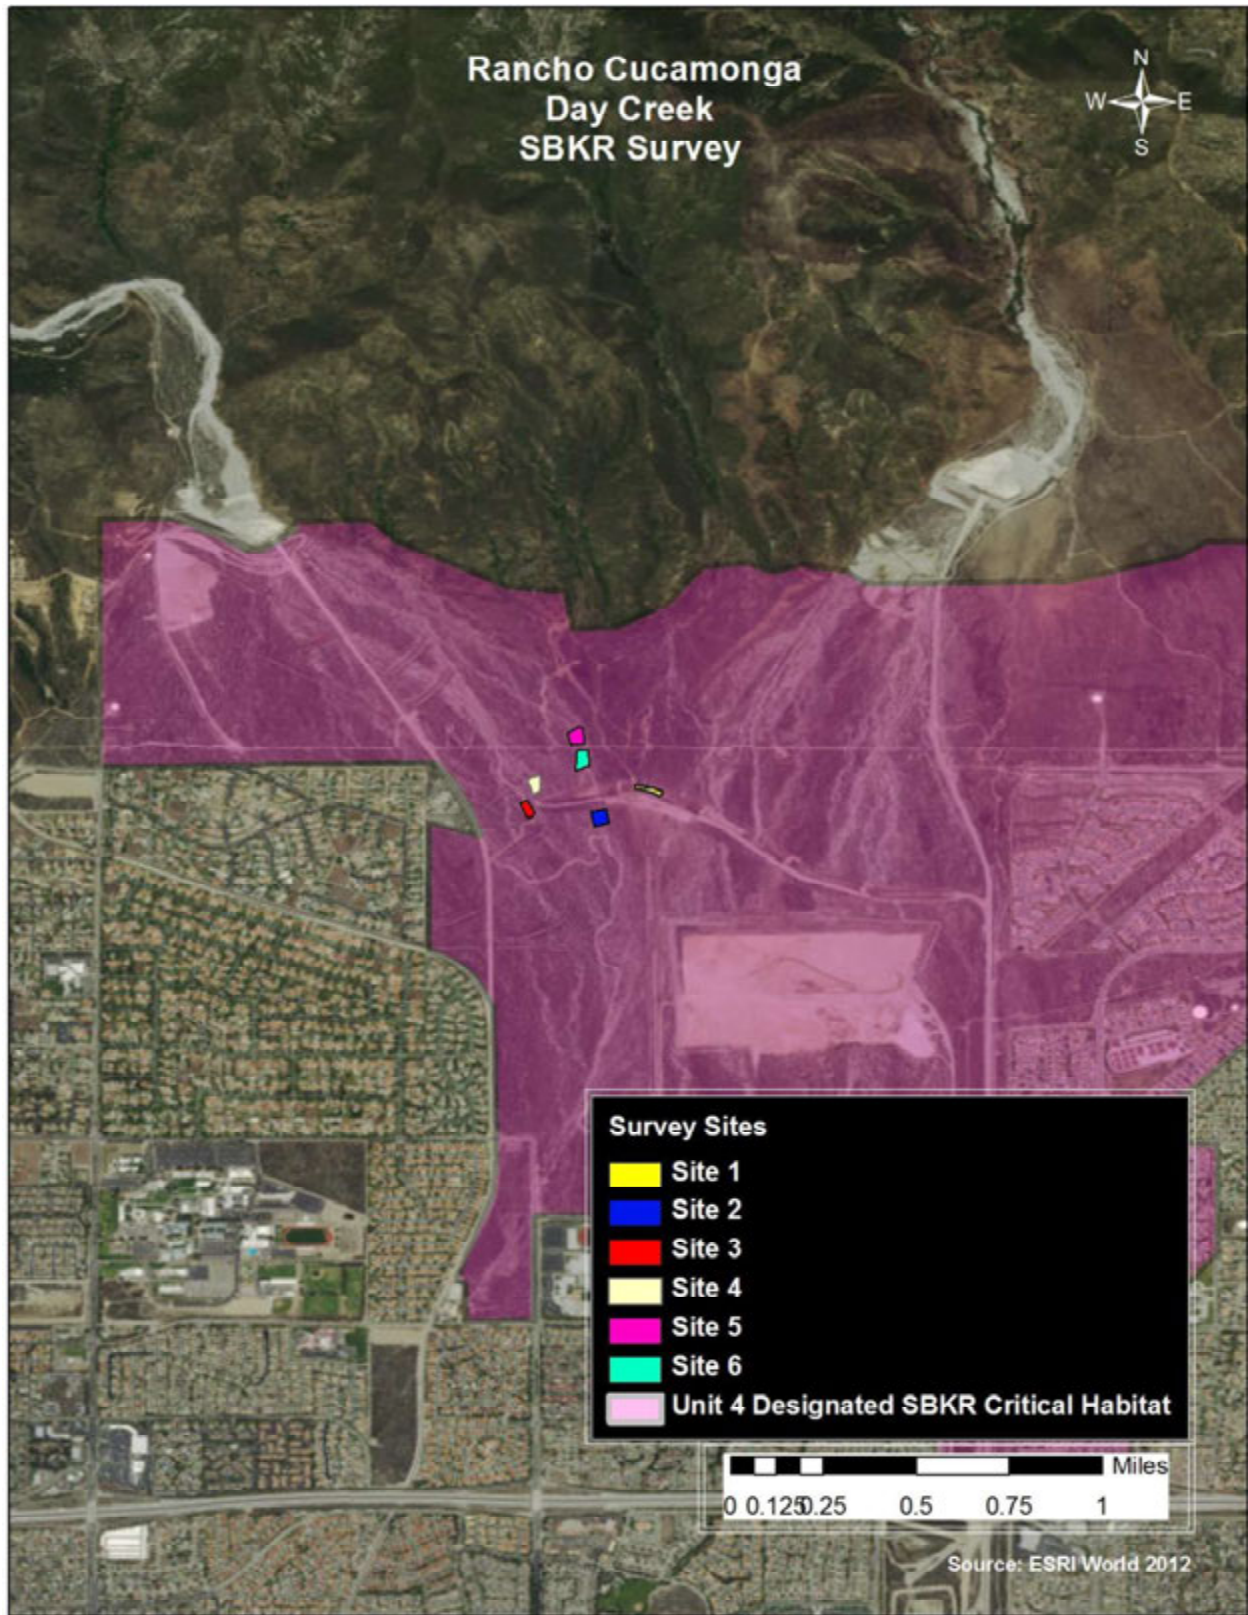 Rancho Cucamonga
Day Creek
SBKR Survey
N
W E
S
Survey Sites
Site 1
Site 2
Site 3
Site 4
Site 5
Site 6
Unit 4 Designated SBKR Critical Habitat
Miles
0 0.125 0.25 0.5 0.75 1
Source: ESRI World 2012